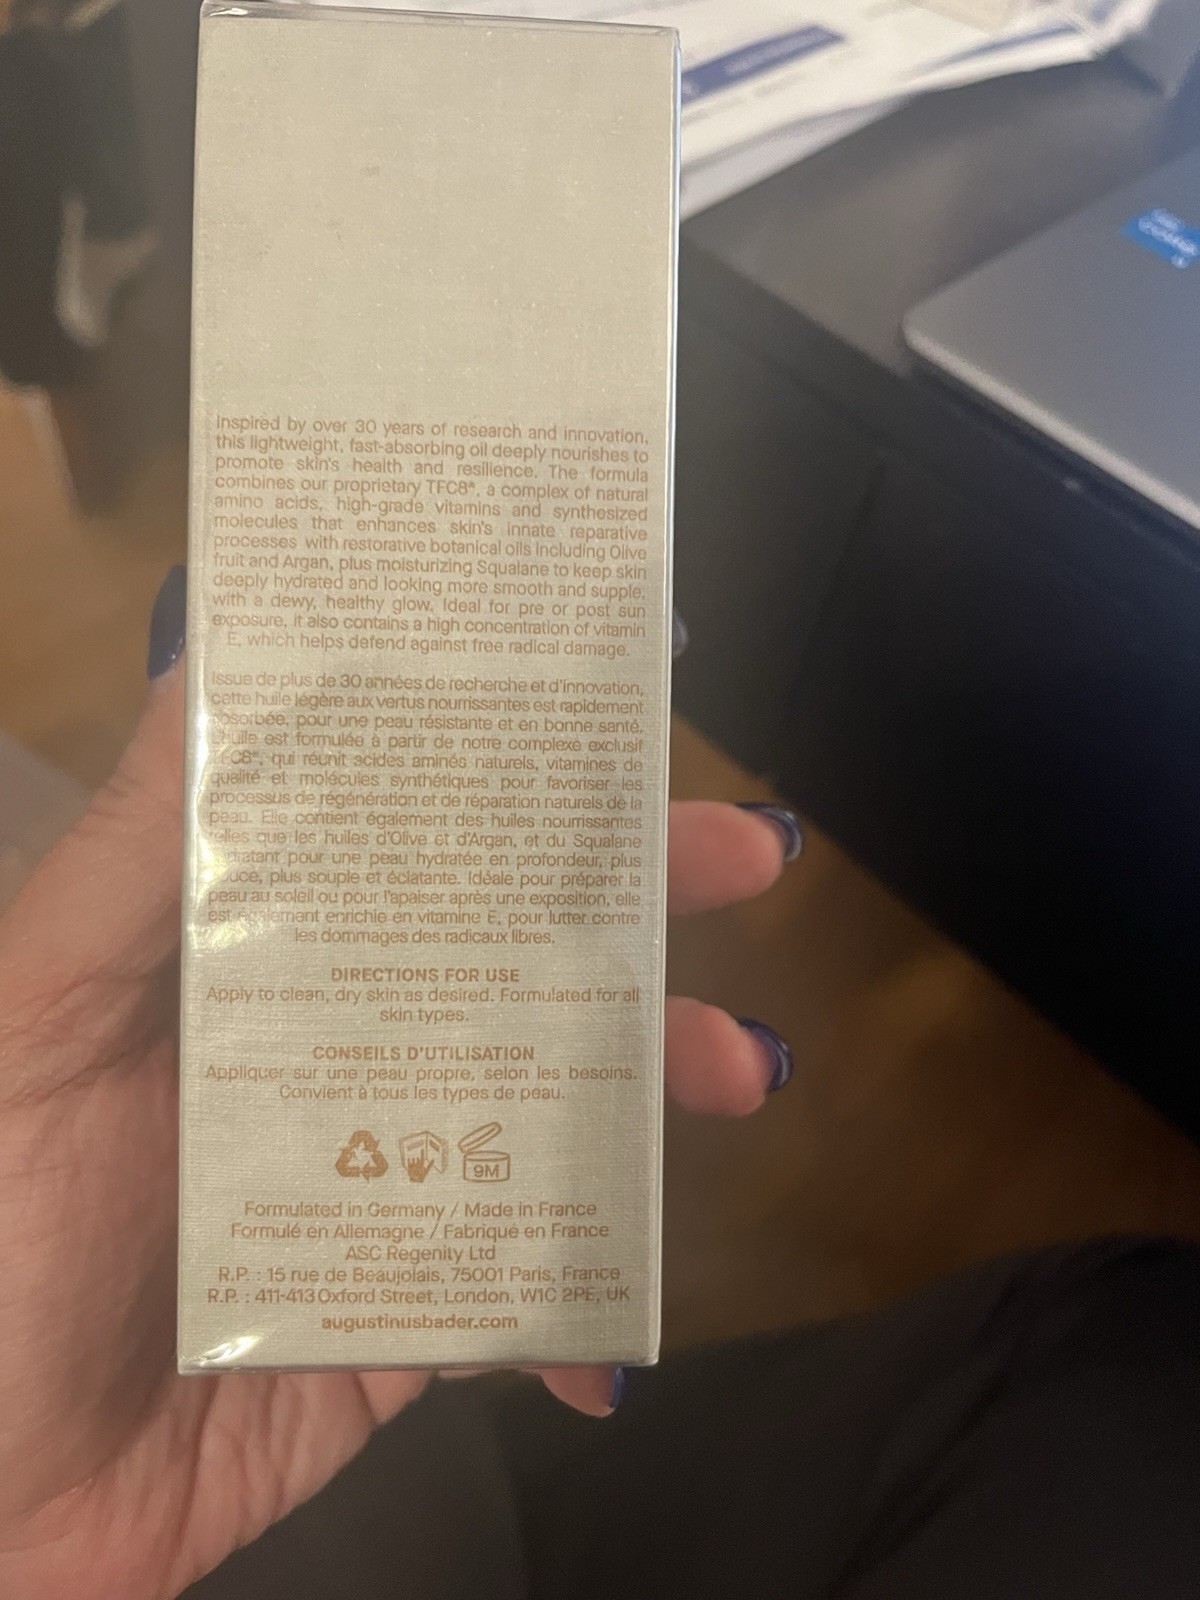 Inspired by over 30 years of research and innovation,
this lightweight, fast-absorbing oil deeply nourishes to
promote skin's health and resilience. The formula
combines our proprietary TFC8®, a complex of natural
amino acids, high-grade vitamins and synthesized
molecules that enhances skin's innate reparative
processes with restorative botanical oils including Olive
fruit and Argan, plus moisturizing Squalane to keep skin
deeply hydrated and looking more smooth and supple,
with a dewy, healthy glow. Ideal for pre or post sun
exposure, it also contains a high concentration of vitamin
E, which helps defend against free radical damage.
Issue de plus de 30 années de recherche et d'innovation,
cette huile légère aux vertus nourrissantes est rapidement
absorbée, pour une peau résistante et en bonne santé.
L'huile est formulée à partir de notre complexe exclusif
TFC8®, qui réunit acides aminés naturels, vitamines de
qualité et molécules synthétiques pour favoriser les
processus de régénération et de réparation naturels de la
peau. Elle contient également des huiles nourrissantes
telles que les huiles d'Olive et d'Argan, et du Squalane
hydratant pour une peau hydratée en profondeur, plus
douce, plus souple et éclatante. Idéale pour préparer la
peau au soleil ou pour l'apaiser après une exposition, elle
est également enrichie en vitamine E, pour lutter contre
les dommages des radicaux libres.
DIRECTIONS FOR USE
Apply to clean, dry skin as desired. Formulated for all
skin types.
CONSEILS D'UTILISATION
Appliquer sur une peau propre, selon les besoins.
Convient à tous les types de peau.
9M
Formulated in Germany / Made in France
Formulé en Allemagne / Fabriqué en France
ASC Regenity Ltd
R.P. : 15 rue de Beaujolais, 75001 Paris, France
R.P. : 411-413 Oxford Street, London, W1C 2PE, UK
augustinusbader.com